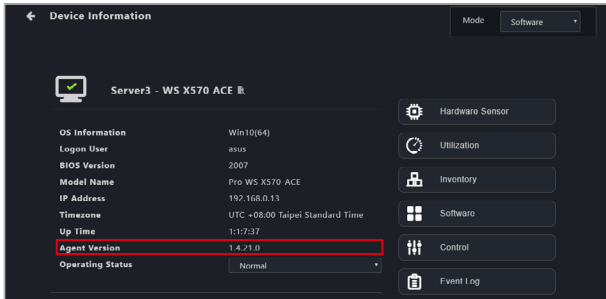 Device Information
Mode Software
Server3 - WS X570 ACE
OS Information Win10(64)
Logon User asus
BIOS Version 2007
Model Name Pro WS X570-ACE
IP Address 192.168.0.13
Timezone UTC +08:00 Taipei Standard Time
Up Time 1:1:7:37
Agent Version 1.4.21.0
Operating Status Normal
Hardware Sensor
Utilization
Inventory
Software
Control
Event Log